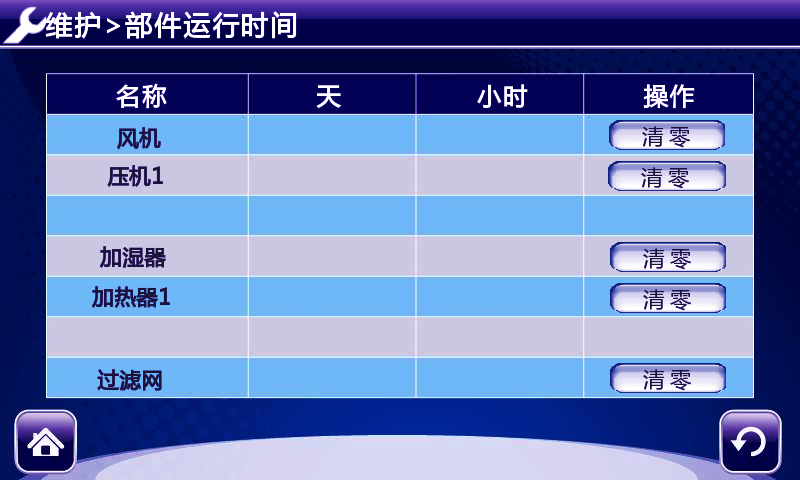 维护>部件运行时间
名称 天 小时 操作
风机 清零
压机1 清零
加湿器 清零
加热器1 清零
过滤网 清零